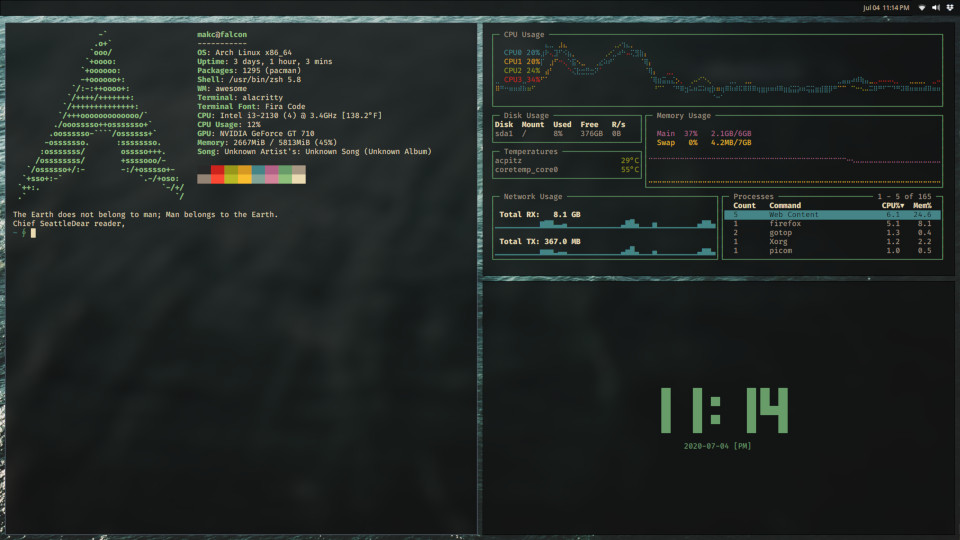 Jul 04 11:14 PM
makc@falcon
-----------
OS: Arch Linux x86_64
Uptime: 3 days, 1 hour, 3 mins
Packages: 1295 (pacman)
Shell: /usr/bin/zsh 5.8
WM: awesome
Terminal: alacritty
Terminal Font: Fira Code
CPU: Intel i3-2130 (4) @ 3.4GHz [138.2°F]
CPU Usage: 12%
GPU: NVIDIA GeForce GT 710
Memory: 2667MiB / 5813MiB (45%)
Song: Unknown Artist's: Unknown Song (Unknown Album)
The Earth does not belong to man; Man belongs to the Earth.
Chief SeattleDear reader,
~
CPU Usage
CPU0 20%
CPU1 20%
CPU2 24%
CPU3 34%
Disk Usage
Disk Mount Used Free R/s
sda1 / 8% 376GB 0B
Temperatures
acpitz 29°C
coretemp_core0 55°C
Memory Usage
Main 37% 2.1GB/6GB
Swap 0% 4.2MB/7GB
Network Usage
Total RX: 8.1 GB
Total TX: 367.0 MB
Processes 1 - 5 of 165
Count Command CPU%▼ Mem%
5 Web Content 6.1 24.6
1 firefox 5.1 8.1
2 gotop 1.3 0.4
1 Xorg 1.2 2.2
1 picom 1.0 0.5
11:14
2020-07-04 [PM]